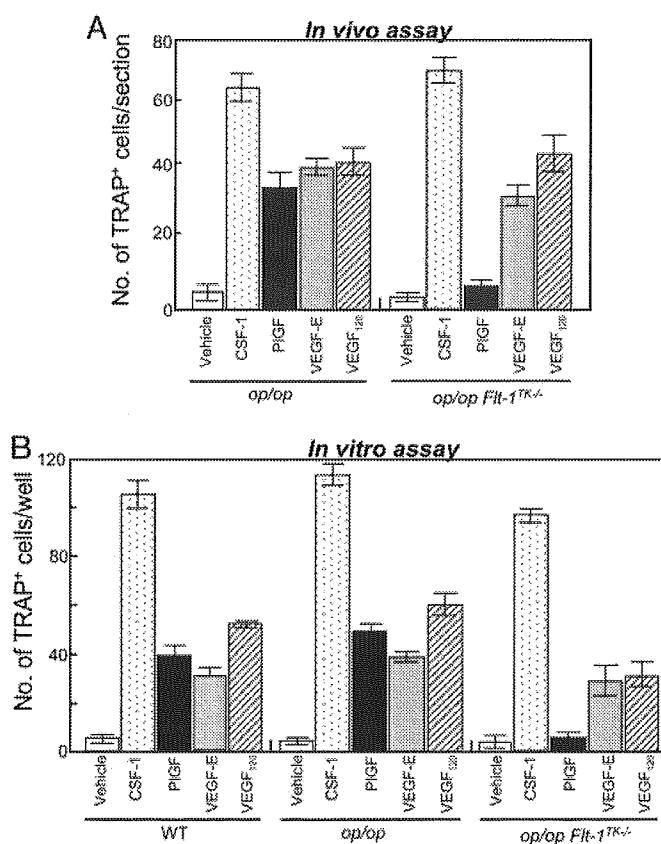 A
In vivo assay
No. of TRAP+ cells/section
80
60
40
20
0
Vehicle
CSF-1
PlGF
VEGF-E
VEGF120
Vehicle
CSF-1
PlGF
VEGF-E
VEGF120
op/op
op/op Flt-1TK-/-
B
In vitro assay
No. of TRAP+ cells/well
120
80
40
0
Vehicle
CSF-1
PlGF
VEGF-E
VEGF120
Vehicle
CSF-1
PlGF
VEGF-E
VEGF120
Vehicle
CSF-1
PlGF
VEGF-E
VEGF120
WT
op/op
op/op Flt-1TK-/-